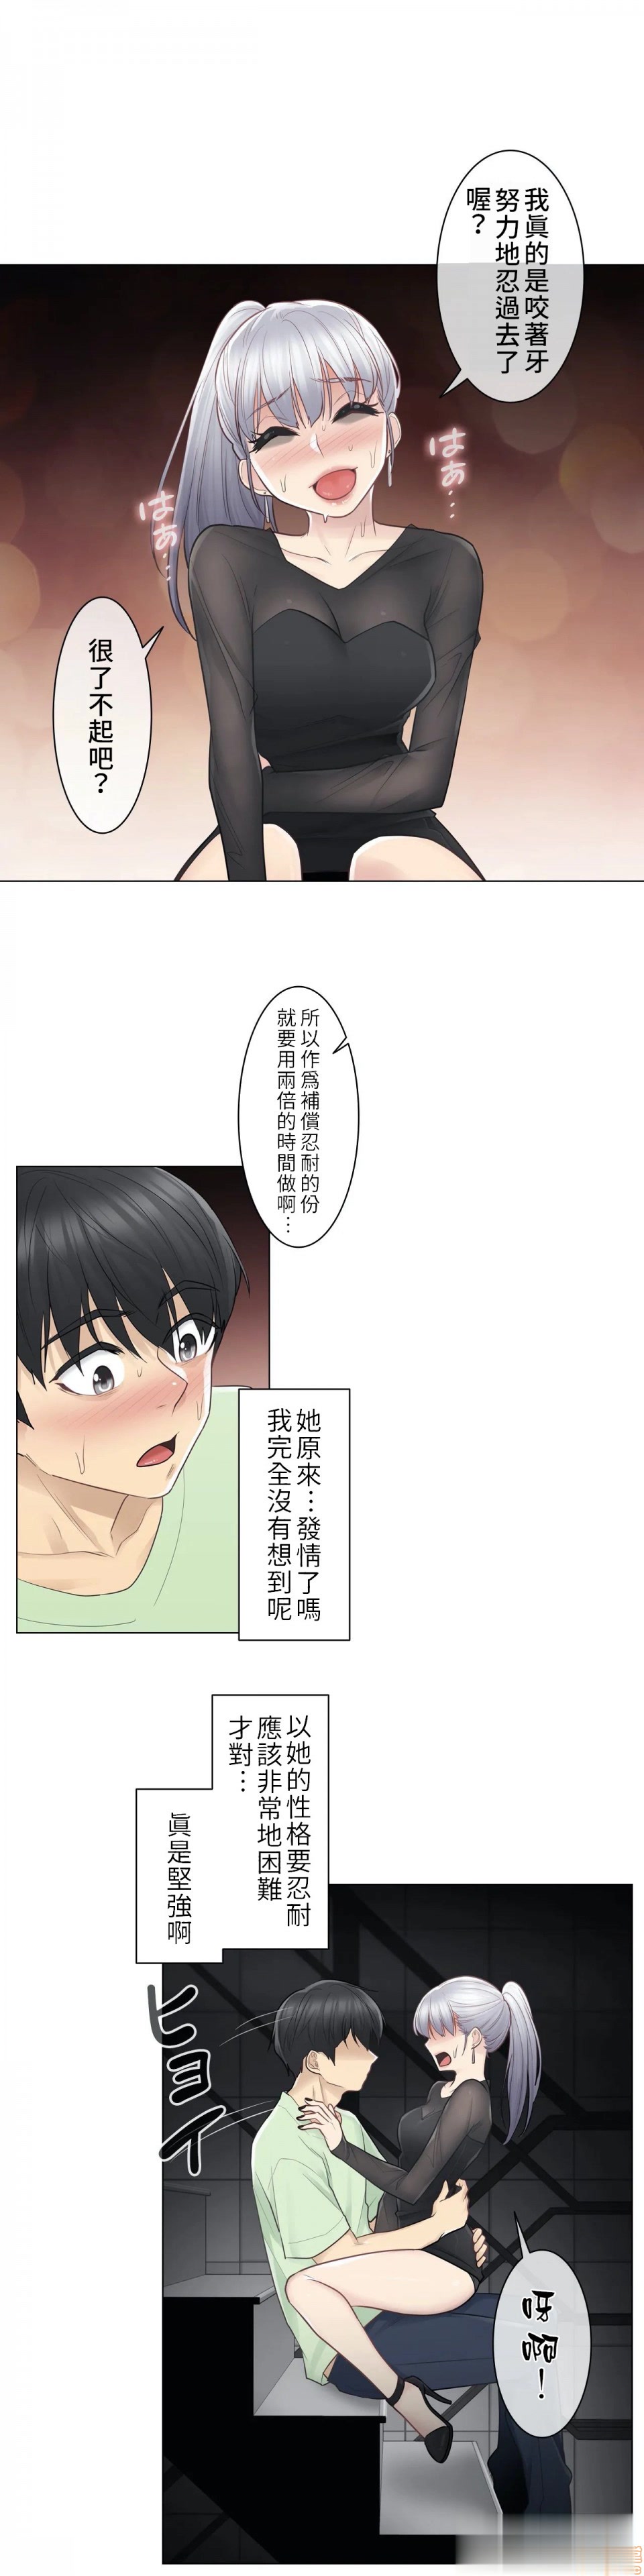 我眞的是咬著牙
努力地忍過去了
喔？
はあ…
はあ…
很了不起吧？
所以作爲補償忍耐的份
就要用兩倍的時間做啊…
她原來…發情了嗎
我完全沒有想到呢
以她的性格要忍耐
應該非常地困難
才對…
眞是堅強啊
ヒョイ
呀啊！